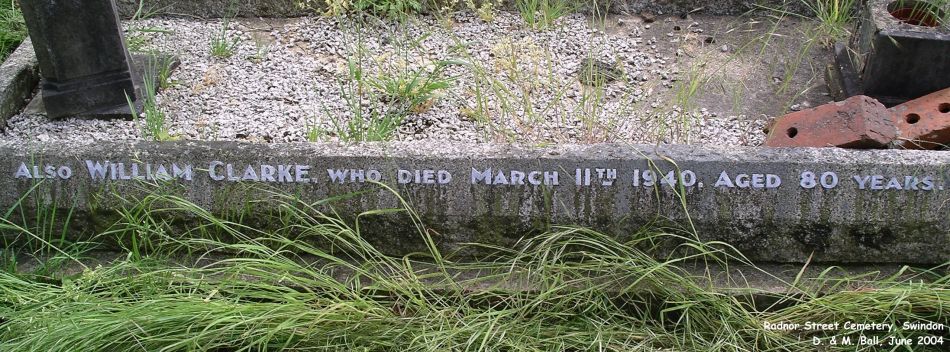 Also William Clarke, who died March 11th 1940, Aged 80 years.
Radnor Street Cemetery, Swindon
D. & M. Ball, June 2004